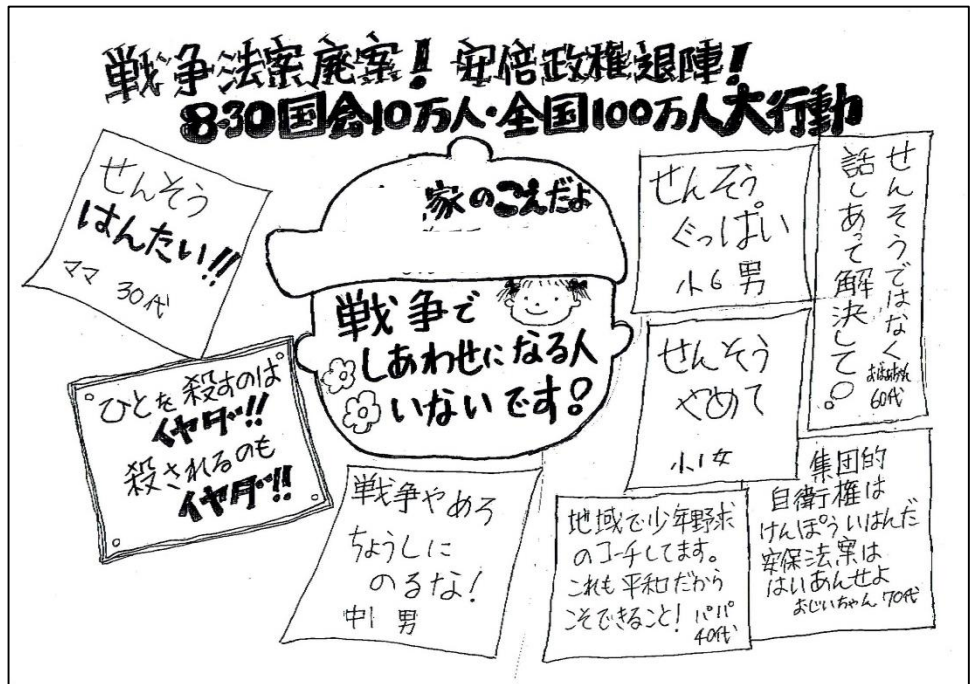 戦争法案廃案！安倍政権退陣！
8・30国会10万人・全国100万人大行動
せんそう
はんたい!!
ママ 30代
家のこえだよ
戦争で
しあわせになる人
いないです?
せんそう
ぐっぱい
小6 男
せんそうではなく
話しあって解決して。
おばあちゃん
60代
ひとを殺すのは
イヤダ!!
殺されるのも
イヤダ!!
せんそう
やめて
小1女
戦争やめろ
ちょうしに
のるな!
中1 男
地域で少年野球
のコーチしてます。
これも平和だから
こそできること! パパ
40代
集団的
自衛権は
けんぽういはんだ
安保法案は
はいあんせよ
おじいちゃん 70代